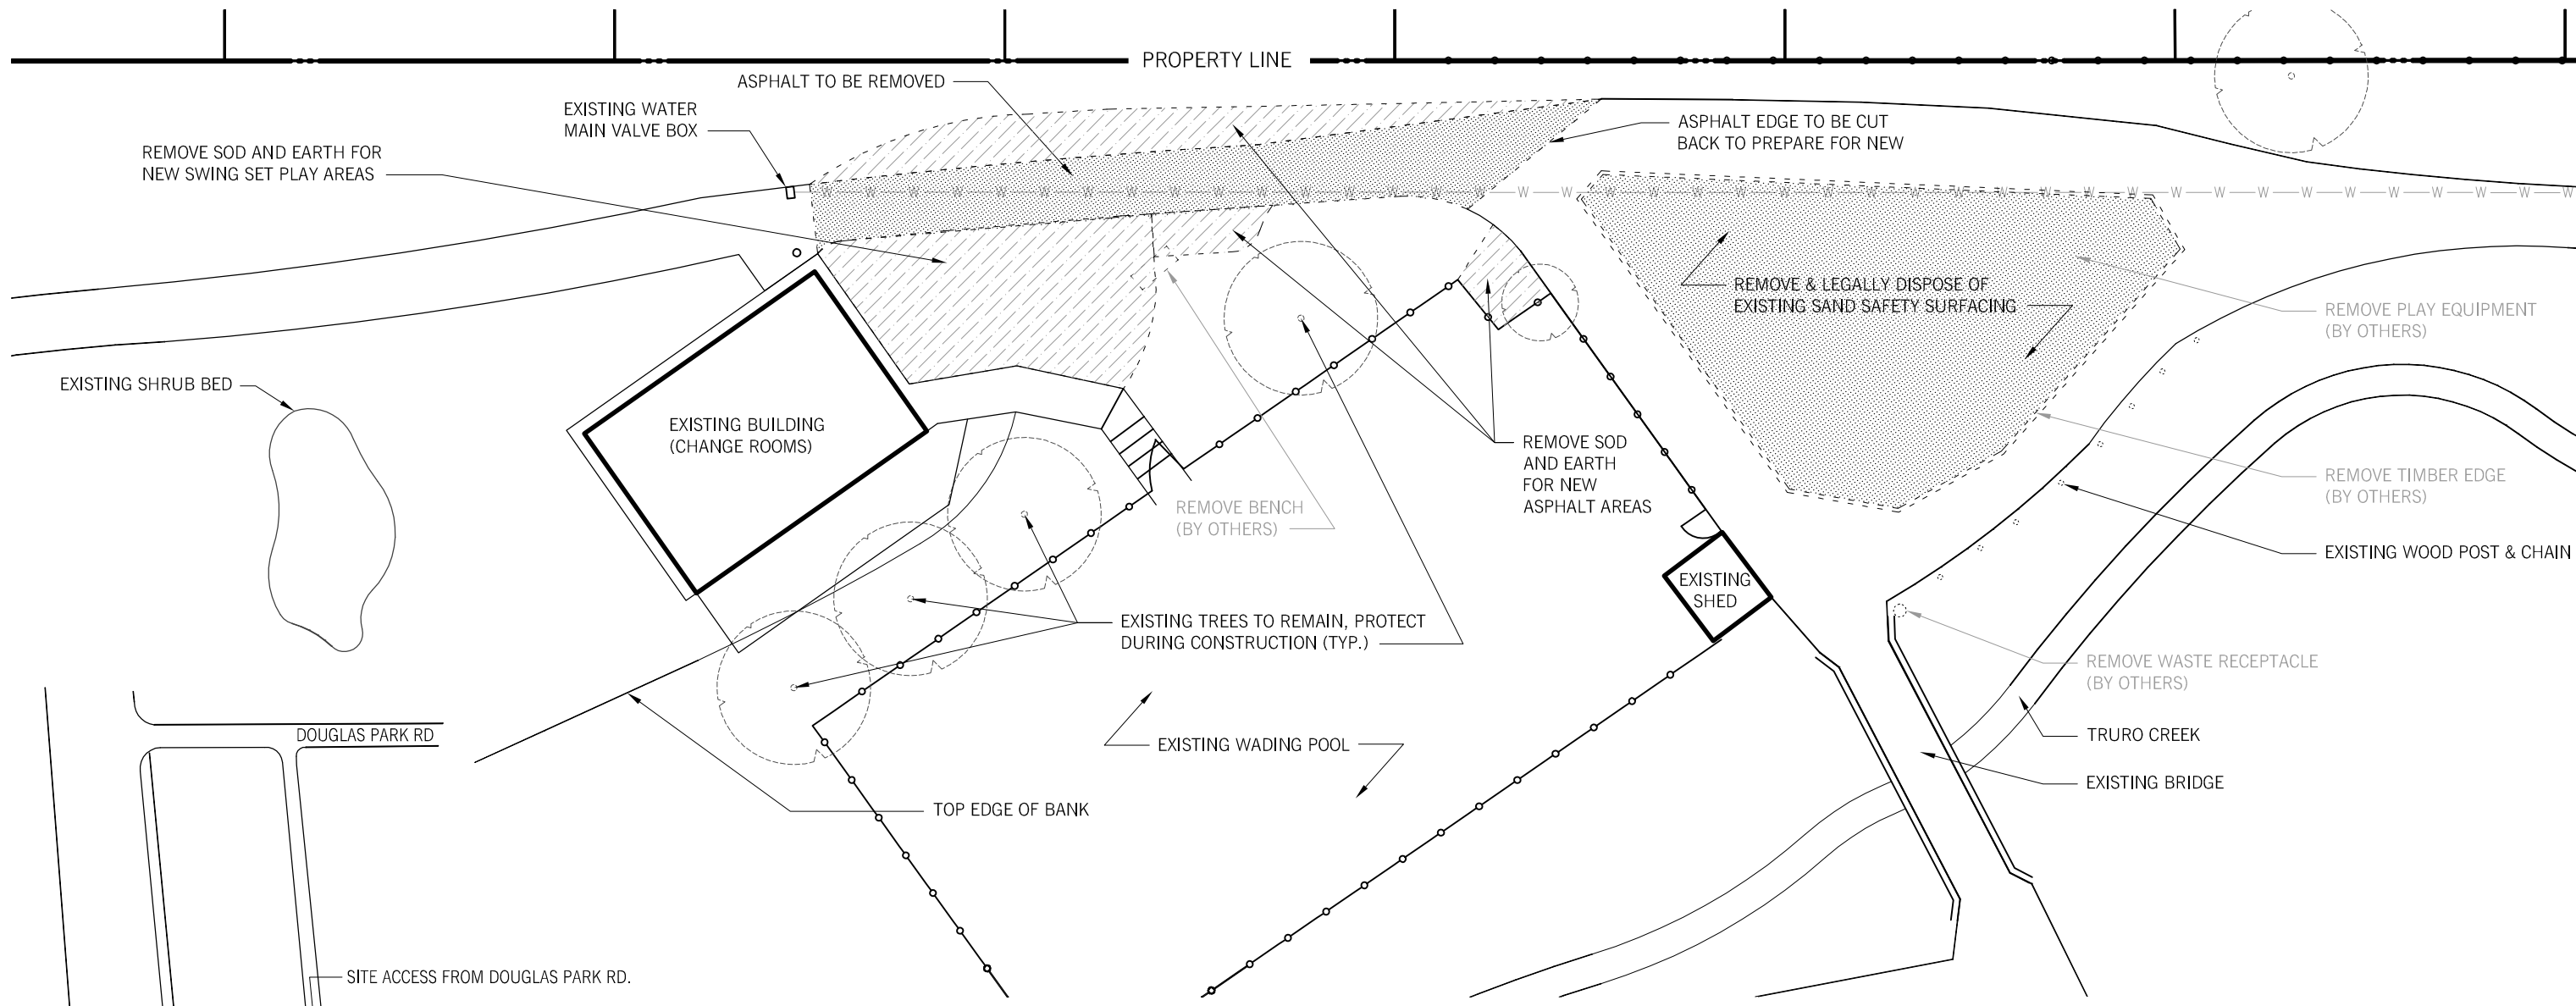 PROPERTY LINE
ASPHALT TO BE REMOVED
EXISTING WATER
MAIN VALVE BOX
ASPHALT EDGE TO BE CUT
BACK TO PREPARE FOR NEW
REMOVE SOD AND EARTH FOR
NEW SWING SET PLAY AREAS
W W W W W W W W W W W W W W W W W W W W W W W W W W W W W W W W W W W W W W W W W
REMOVE & LEGALLY DISPOSE OF
EXISTING SAND SAFETY SURFACING
REMOVE PLAY EQUIPMENT
(BY OTHERS)
EXISTING SHRUB BED
EXISTING BUILDING
(CHANGE ROOMS)
REMOVE SOD
AND EARTH
FOR NEW
ASPHALT AREAS
REMOVE BENCH
(BY OTHERS)
REMOVE TIMBER EDGE
(BY OTHERS)
EXISTING WOOD POST & CHAIN
EXISTING
SHED
EXISTING TREES TO REMAIN, PROTECT
DURING CONSTRUCTION (TYP.)
REMOVE WASTE RECEPTACLE
(BY OTHERS)
DOUGLAS PARK RD
EXISTING WADING POOL
TRURO CREEK
EXISTING BRIDGE
TOP EDGE OF BANK
SITE ACCESS FROM DOUGLAS PARK RD.